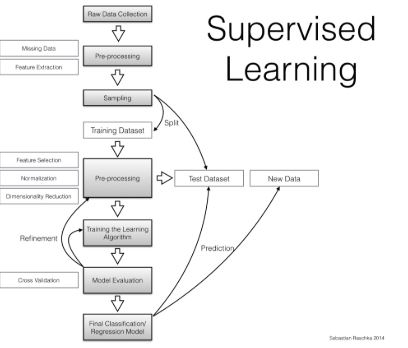 Supervised
Learning
Raw Data Collection
Missing Data
Pre-processing
Feature Extraction
Sampling
Split
Training Dataset
Feature Selection
Pre-processing
Test Dataset
New Data
Normalization
Dimensionality Reduction
Training the Learning
Algorithm
Refinement
Prediction
Cross Validation
Model Evaluation
Final Classification/
Regression Model
Sebastian Raschka 2014